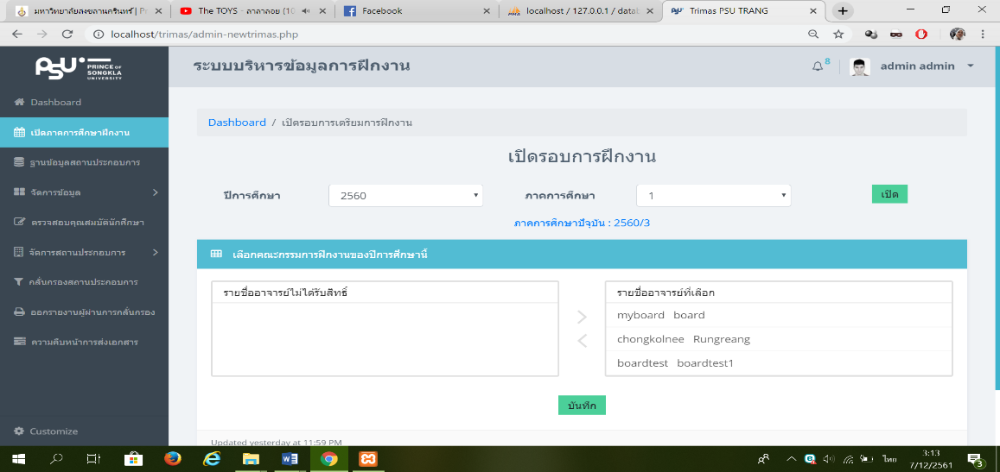 มหาวิทยาลัยสงขลานครินทร์ | Pr
The TOYS - ลาลาลอย (10
Facebook
localhost / 127.0.0.1 / datab
Trimas PSU TRANG
localhost/trimas/admin-newtrimas.php
PSU PRINCE OF SONGKLA UNIVERSITY
ระบบบริหารข้อมูลการฝึกงาน
8
admin admin
Dashboard
เปิดภาคการศึกษาฝึกงาน
ฐานข้อมูลสถานประกอบการ
จัดการข้อมูล
ตรวจสอบคุณสมบัตินักศึกษา
จัดการสถานประกอบการ
กลั่นกรองสถานประกอบการ
ออกรายงานผู้ผ่านการกลั่นกรอง
ความคืบหน้าการส่งเอกสาร
Customize
Dashboard / เปิดรอบการเตรียมการฝึกงาน
เปิดรอบการฝึกงาน
ปีการศึกษา 2560 ภาคการศึกษา 1 เปิด
ภาคการศึกษาปัจุบัน : 2560/3
เลือกคณะกรรมการฝึกงานของปีการศึกษานี้
รายชื่ออาจารย์ไม่ได้รับสิทธิ์
รายชื่ออาจารย์ที่เลือก
myboard board
chongkolnee Rungreang
boardtest boardtest1
บันทึก
Updated yesterday at 11:59 PM
ไทย
3:13
7/12/2561
3